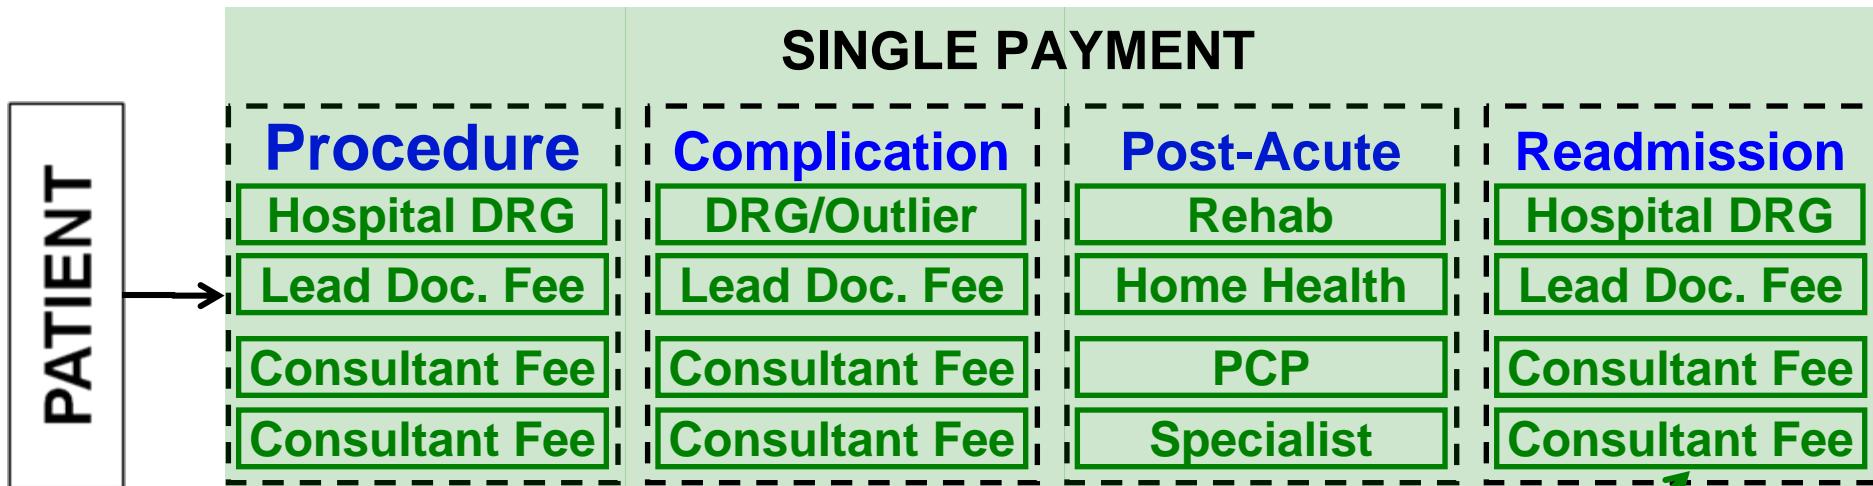 SINGLE PAYMENT
PATIENT
Procedure
Hospital DRG
Lead Doc. Fee
Consultant Fee
Consultant Fee
Complication
DRG/Outlier
Lead Doc. Fee
Consultant Fee
Consultant Fee
Post-Acute
Rehab
Home Health
PCP
Specialist
Readmission
Hospital DRG
Lead Doc. Fee
Consultant Fee
Consultant Fee